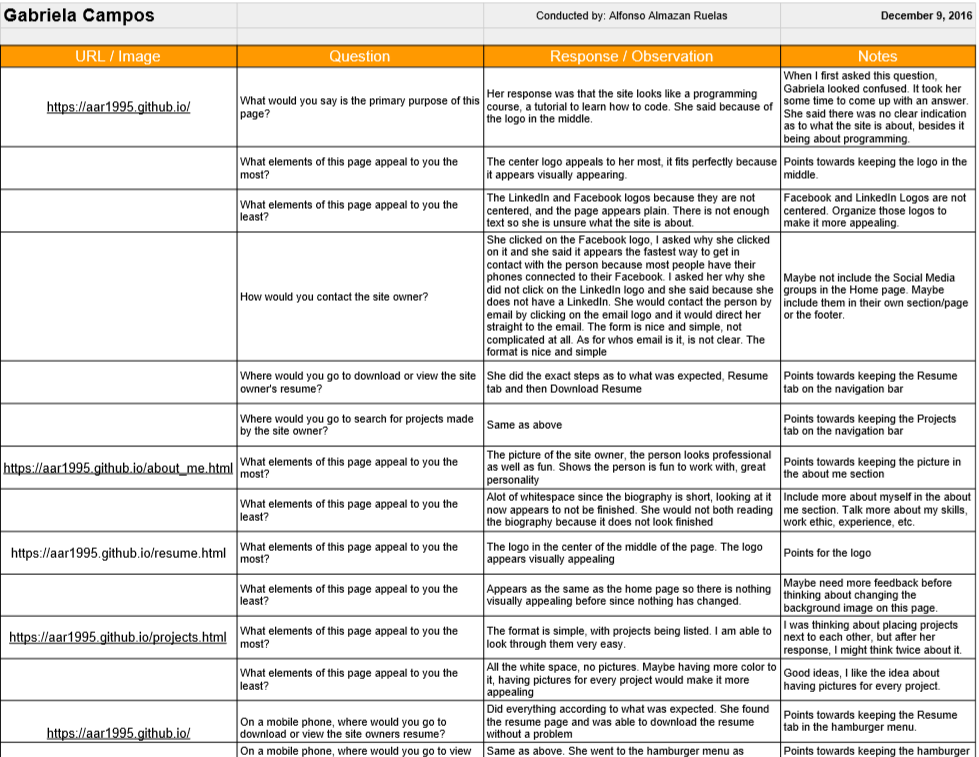 Gabriela Campos
Conducted by: Alfonso Almazan Ruelas
December 9, 2016
URL / Image
Question
Response / Observation
Notes
https://aar1995.github.io/
What would you say is the primary purpose of this
page?
Her response was that the site looks like a programming
course, a tutorial to learn how to code. She said because of
the logo in the middle.
When I first asked this question,
Gabriela looked confused. It took her
some time to come up with an answer.
She said there was no clear indication
as to what the site is about, besides it
being about programming.
What elements of this page appeal to you the
most?
The center logo appeals to her most, it fits perfectly because
it appears visually appearing.
Points towards keeping the logo in the
middle.
What elements of this page appeal to you the
least?
The LinkedIn and Facebook logos because they are not
centered, and the page appears plain. There is not enough
text so she is unsure what the site is about.
Facebook and LinkedIn Logos are not
centered. Organize those logos to
make it more appealing.
How would you contact the site owner?
She clicked on the Facebook logo, I asked why she clicked
on it and she said it appears the fastest way to get in
contact with the person because most people have their
phones connected to their Facebook. I asked her why she
did not click on the LinkedIn logo and she said because she
does not have a LinkedIn. She would contact the person by
email by clicking on the email logo and it would direct her
straight to the email. The form is nice and simple, not
complicated at all. As for whos email is it, is not clear. The
format is nice and simple
Maybe not include the Social Media
groups in the Home page. Maybe
include them in their own section/page
or the footer.
Where would you go to download or view the site
owner's resume?
She did the exact steps as to what was expected, Resume
tab and then Download Resume
Points towards keeping the Resume
tab on the navigation bar
Where would you go to search for projects made
by the site owner?
Same as above
Points towards keeping the Projects
tab on the navigation bar
https://aar1995.github.io/about_me.html
What elements of this page appeal to you the
most?
The picture of the site owner, the person looks professional
as well as fun. Shows the person is fun to work with, great
personality
Points towards keeping the picture in
the about me section
What elements of this page appeal to you the
least?
Alot of whitespace since the biography is short, looking at it
now appears to not be finished. She would not both reading
the biography because it does not look finished
Include more about myself in the about
me section. Talk more about my skills,
work ethic, experience, etc.
https://aar1995.github.io/resume.html
What elements of this page appeal to you the
most?
The logo in the center of the middle of the page. The logo
appears visually appealing
Points for the logo
What elements of this page appeal to you the
least?
Appears as the same as the home page so there is nothing
visually appealing before since nothing has changed.
Maybe need more feedback before
thinking about changing the
background image on this page.
https://aar1995.github.io/projects.html
What elements of this page appeal to you the
most?
The format is simple, with projects being listed. I am able to
look through them very easy.
I was thinking about placing projects
next to each other, but after her
response, I might think twice about it.
What elements of this page appeal to you the
least?
All the white space, no pictures. Maybe having more color to
it, having pictures for every project would make it more
appealing
Good ideas, I like the idea about
having pictures for every project.
https://aar1995.github.io/
On a mobile phone, where would you go to
download or view the site owners resume?
Did everything according to what was expected. She found
the resume page and was able to download the resume
without a problem
Points towards keeping the Resume
tab in the hamburger menu.
On a mobile phone, where would you go to view
Same as above. She went to the hamburger menu as
Points towards keeping the hamburger